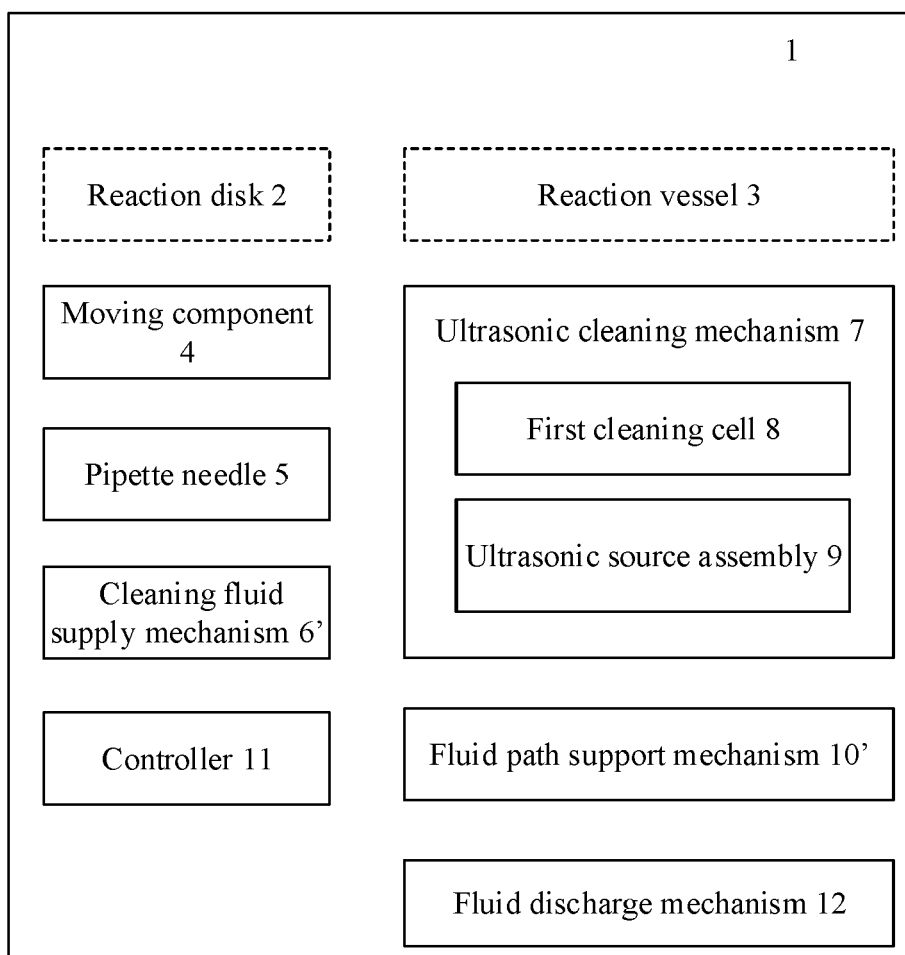 1
Reaction disk 2
Reaction vessel 3
Moving component
4
Ultrasonic cleaning mechanism 7
First cleaning cell 8
Pipette needle 5
Ultrasonic source assembly 9
Cleaning fluid
supply mechanism 6’
Controller 11
Fluid path support mechanism 10’
Fluid discharge mechanism 12